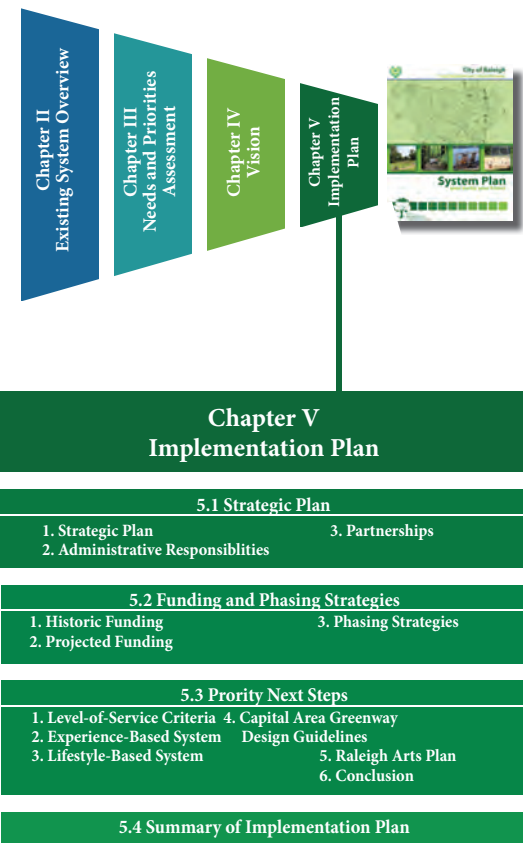 Chapter II
Existing System Overview
Chapter III
Needs and Priorities
Assessment
Chapter IV
Vision
Chapter V
Implementation
Plan
City of Raleigh
System Plan
Chapter V
Implementation Plan
5.1 Strategic Plan
1. Strategic Plan
2. Administrative Responsiblities
3. Partnerships
5.2 Funding and Phasing Strategies
1. Historic Funding
2. Projected Funding
3. Phasing Strategies
5.3 Prority Next Steps
1. Level-of-Service Criteria
2. Experience-Based System
3. Lifestyle-Based System
4. Capital Area Greenway
Design Guidelines
5. Raleigh Arts Plan
6. Conclusion
5.4 Summary of Implementation Plan